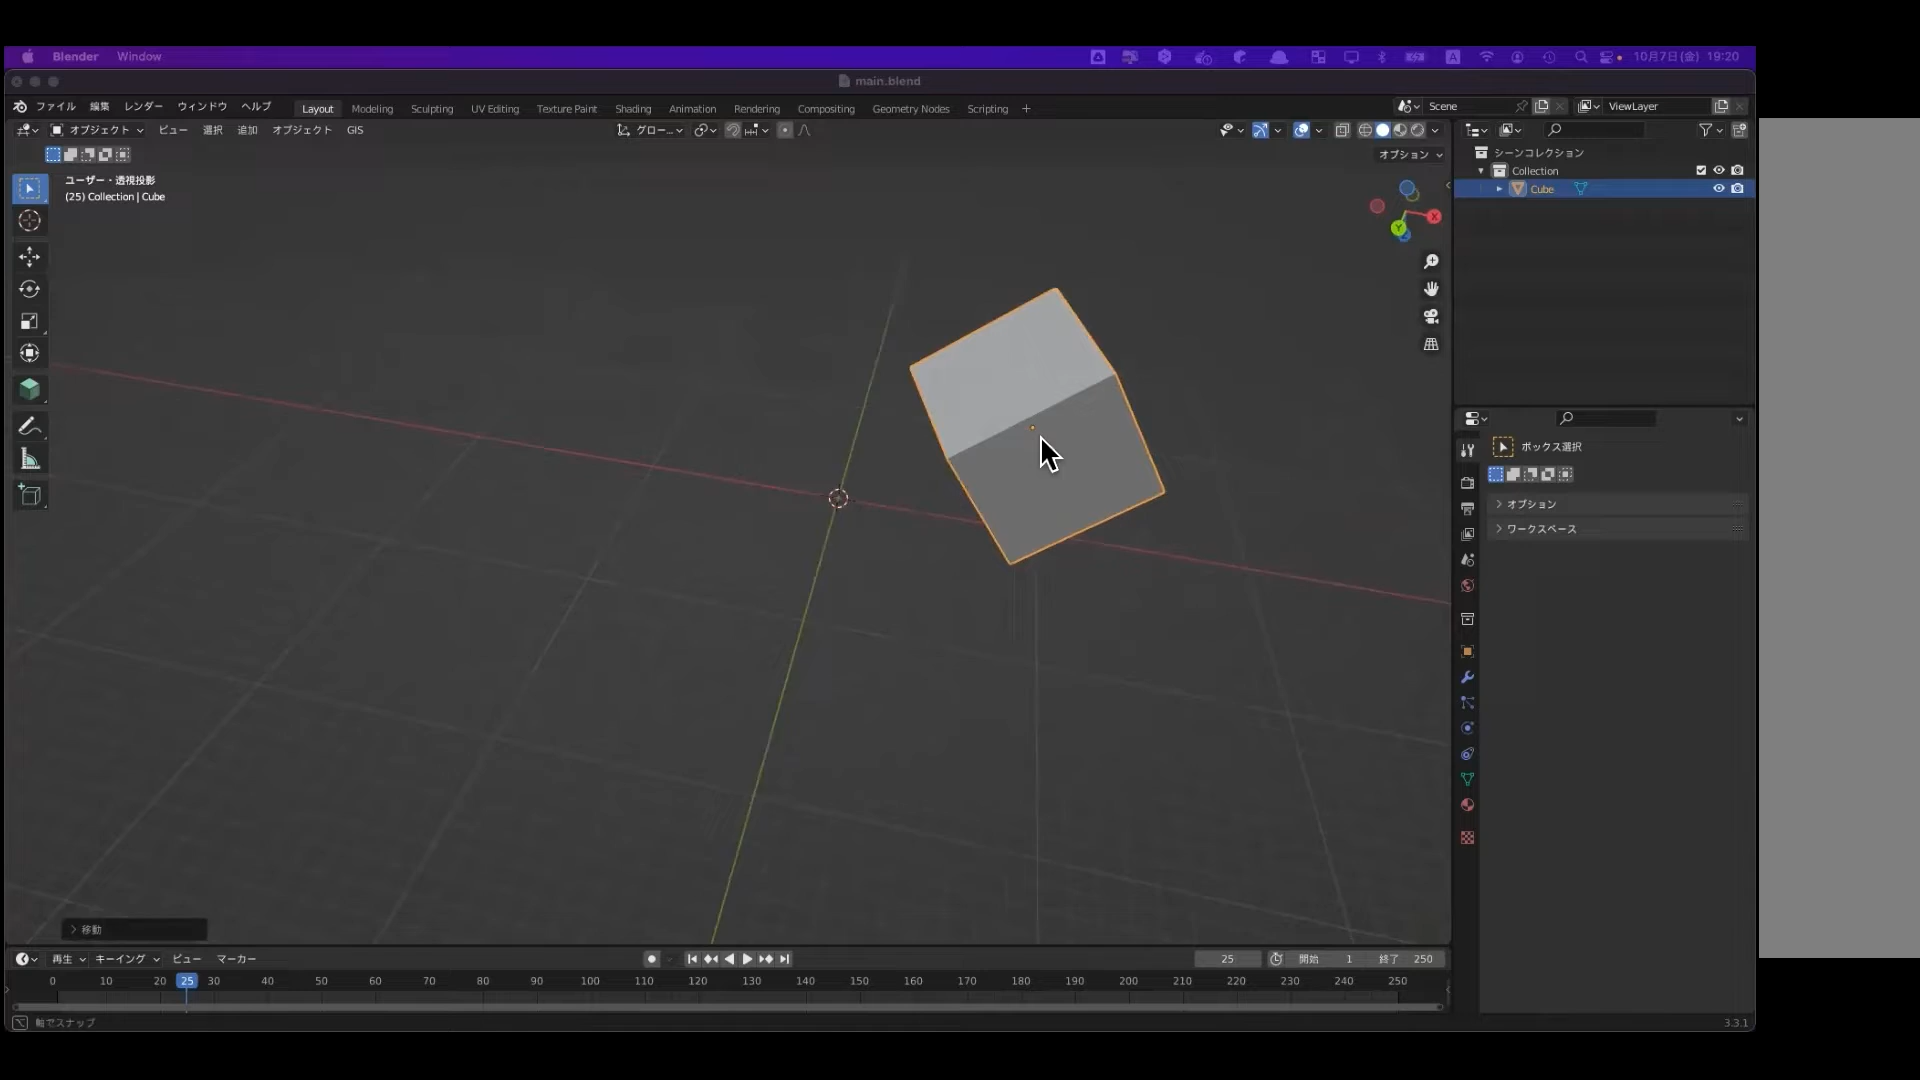 Blender Window 10月7日(金) 19:20
main.blend
ファイル 編集 レンダー ウィンドウ ヘルプ Layout Modeling Sculpting UV Editing Texture Paint Shading Animation Rendering Compositing Geometry Nodes Scripting + Scene ViewLayer
オブジェクト ビュー 選択 追加 オブジェクト GIS グロー...
オプション
シーンコレクション
Collection
Cube
ユーザー・透視投影
(25) Collection | Cube
X
Y
ボックス選択
オプション
ワークスペース
移動
再生 キーイング ビュー マーカー 25 開始 1 終了 250
0 10 20 25 30 40 50 60 70 80 90 100 110 120 130 140 150 160 170 180 190 200 210 220 230 240 250
軸でスナップ 3.3.1